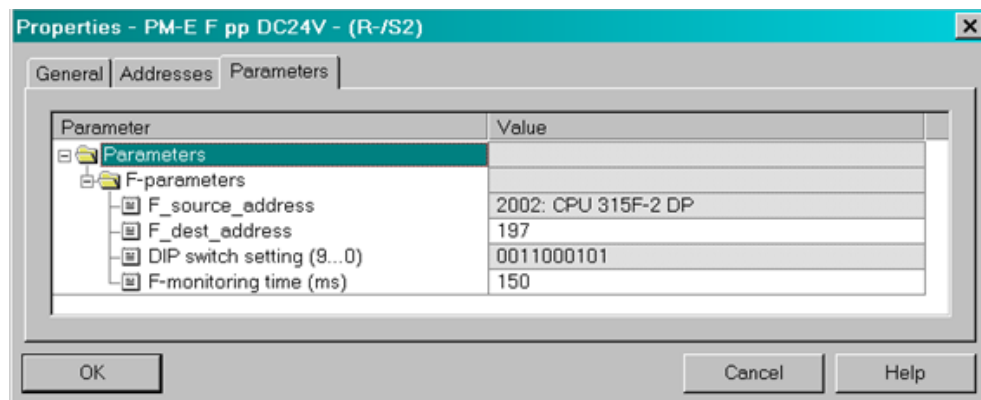 Properties - PM-E F pp DC24V - (R-/S2)
General Addresses Parameters
Parameter Value
Parameters
F-parameters
F_source_address 2002: CPU 315F-2 DP
F_dest_address 197
DIP switch setting (9...0) 0011000101
F-monitoring time (ms) 150
OK Cancel Help